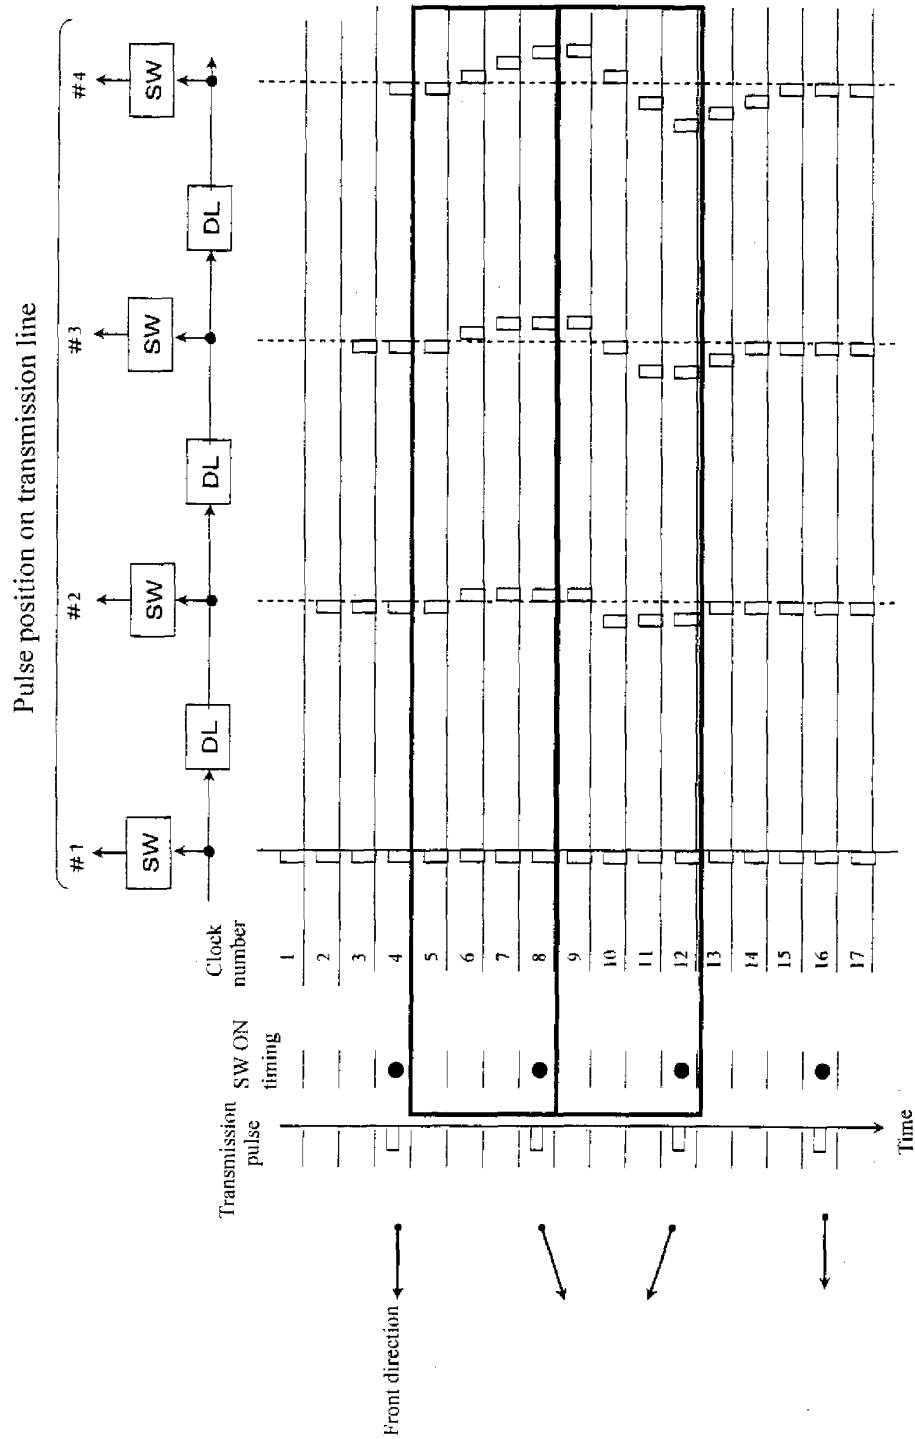 Pulse position on transmission line
#1
#2
#3
#4
SW
SW
SW
SW
DL
DL
DL
Clock
number
1
2
3
4
5
6
7
8
9
10
11
12
13
14
15
16
17
SW ON
timing
Transmission
pulse
Time
Front direction